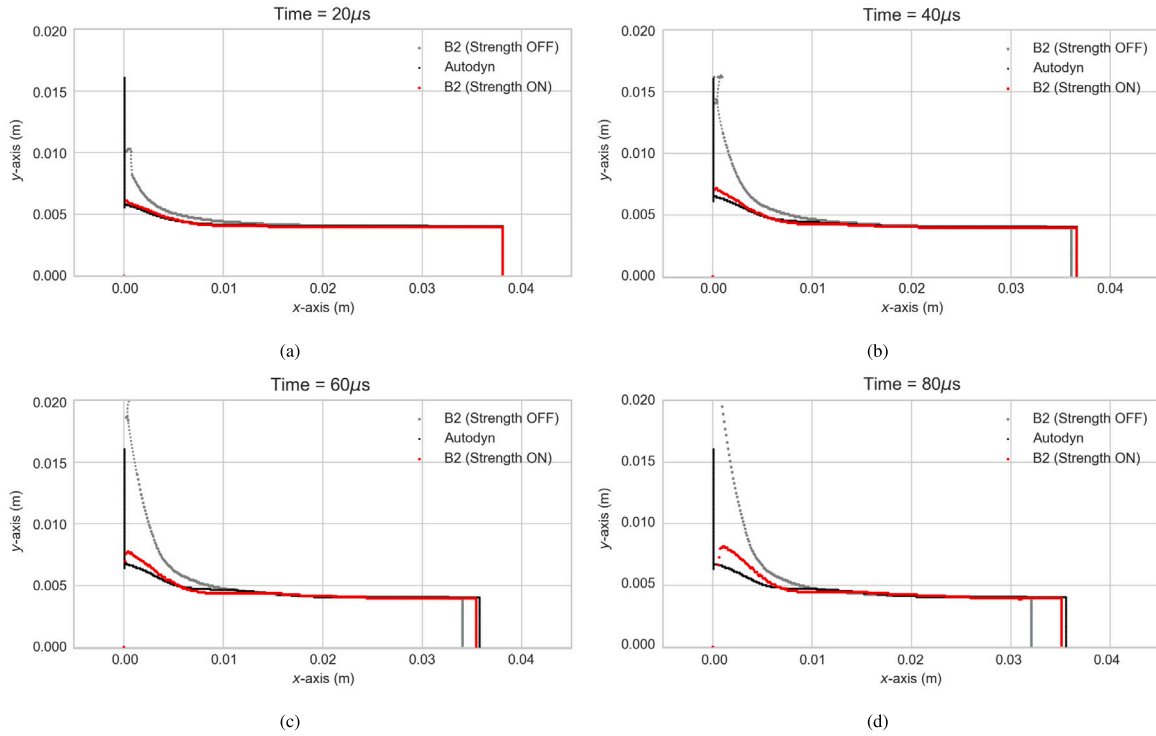 Time = 20μs
0.020
0.015
0.010
0.005
0.000
y-axis (m)
B2 (Strength OFF)
Autodyn
B2 (Strength ON)
0.00 0.01 0.02 0.03 0.04
x-axis (m)
(a)
Time = 40μs
0.020
0.015
0.010
0.005
0.000
y-axis (m)
B2 (Strength OFF)
Autodyn
B2 (Strength ON)
0.00 0.01 0.02 0.03 0.04
x-axis (m)
(b)
Time = 60μs
0.020
0.015
0.010
0.005
0.000
y-axis (m)
B2 (Strength OFF)
Autodyn
B2 (Strength ON)
0.00 0.01 0.02 0.03 0.04
x-axis (m)
(c)
Time = 80μs
0.020
0.015
0.010
0.005
0.000
y-axis (m)
B2 (Strength OFF)
Autodyn
B2 (Strength ON)
0.00 0.01 0.02 0.03 0.04
x-axis (m)
(d)